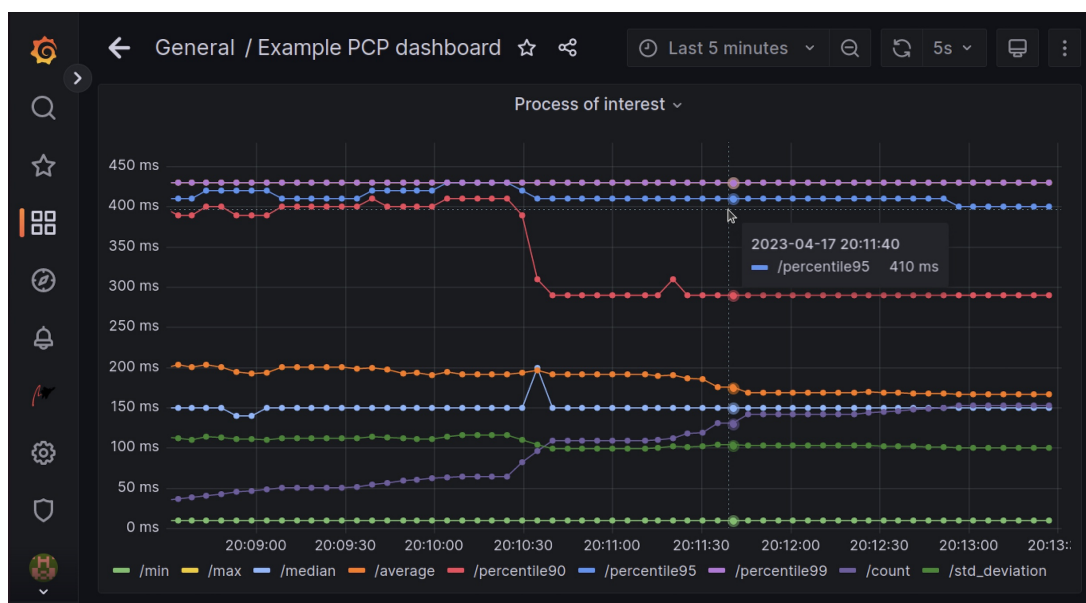 General / Example PCP dashboard
Last 5 minutes
5s
Process of interest
450 ms
400 ms
350 ms
300 ms
250 ms
200 ms
150 ms
100 ms
50 ms
0 ms
2023-04-17 20:11:40
/percentile95 410 ms
20:09:00 20:09:30 20:10:00 20:10:30 20:11:00 20:11:30 20:12:00 20:12:30 20:13:00 20:13:
/min /max /median /average /percentile90 /percentile95 /percentile99 /count /std_deviation